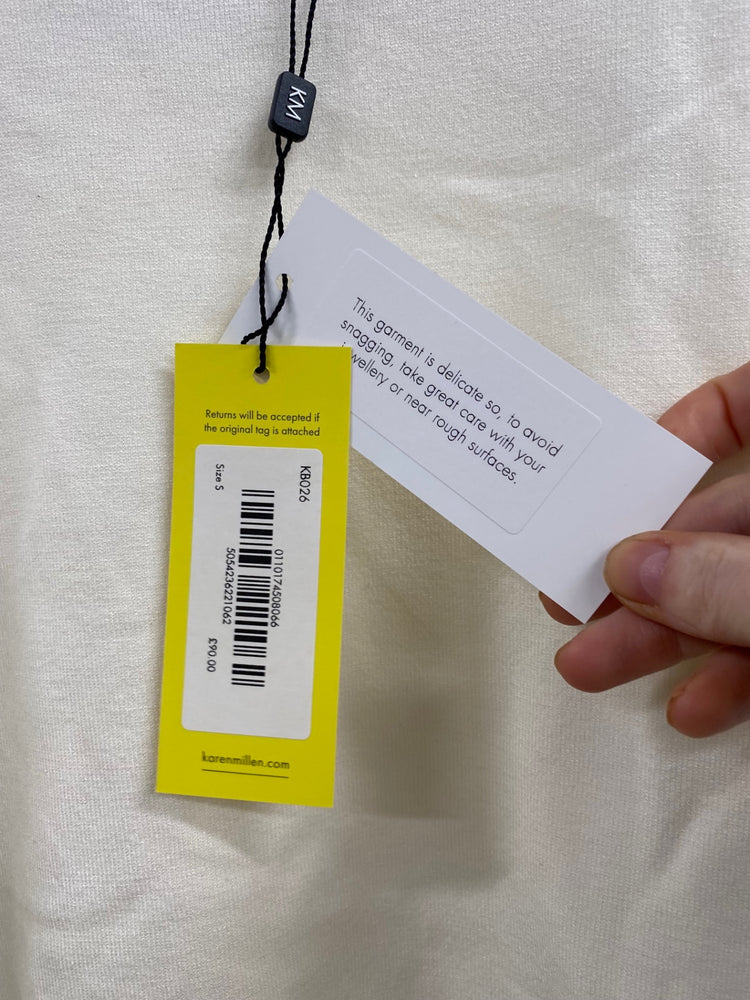 KM
This garment is delicate so, to avoid
snagging, take great care with your
jewellery or near rough surfaces.
Returns will be accepted if
the original tag is attached
KB026
Size S
0110174508066
5054236221062
£90.00
karenmillen.com